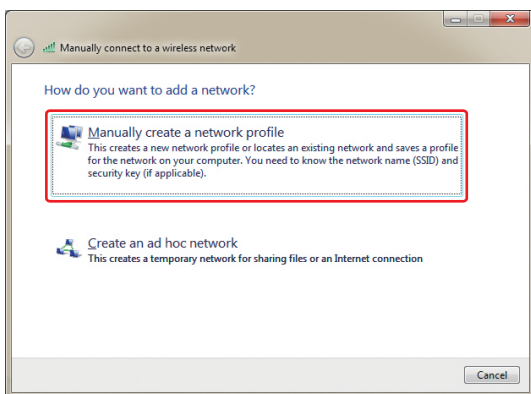 Manually connect to a wireless network
How do you want to add a network?
Manually create a network profile
This creates a new network profile or locates an existing network and saves a profile
for the network on your computer. You need to know the network name (SSID) and
security key (if applicable).
Create an ad hoc network
This creates a temporary network for sharing files or an Internet connection
Cancel